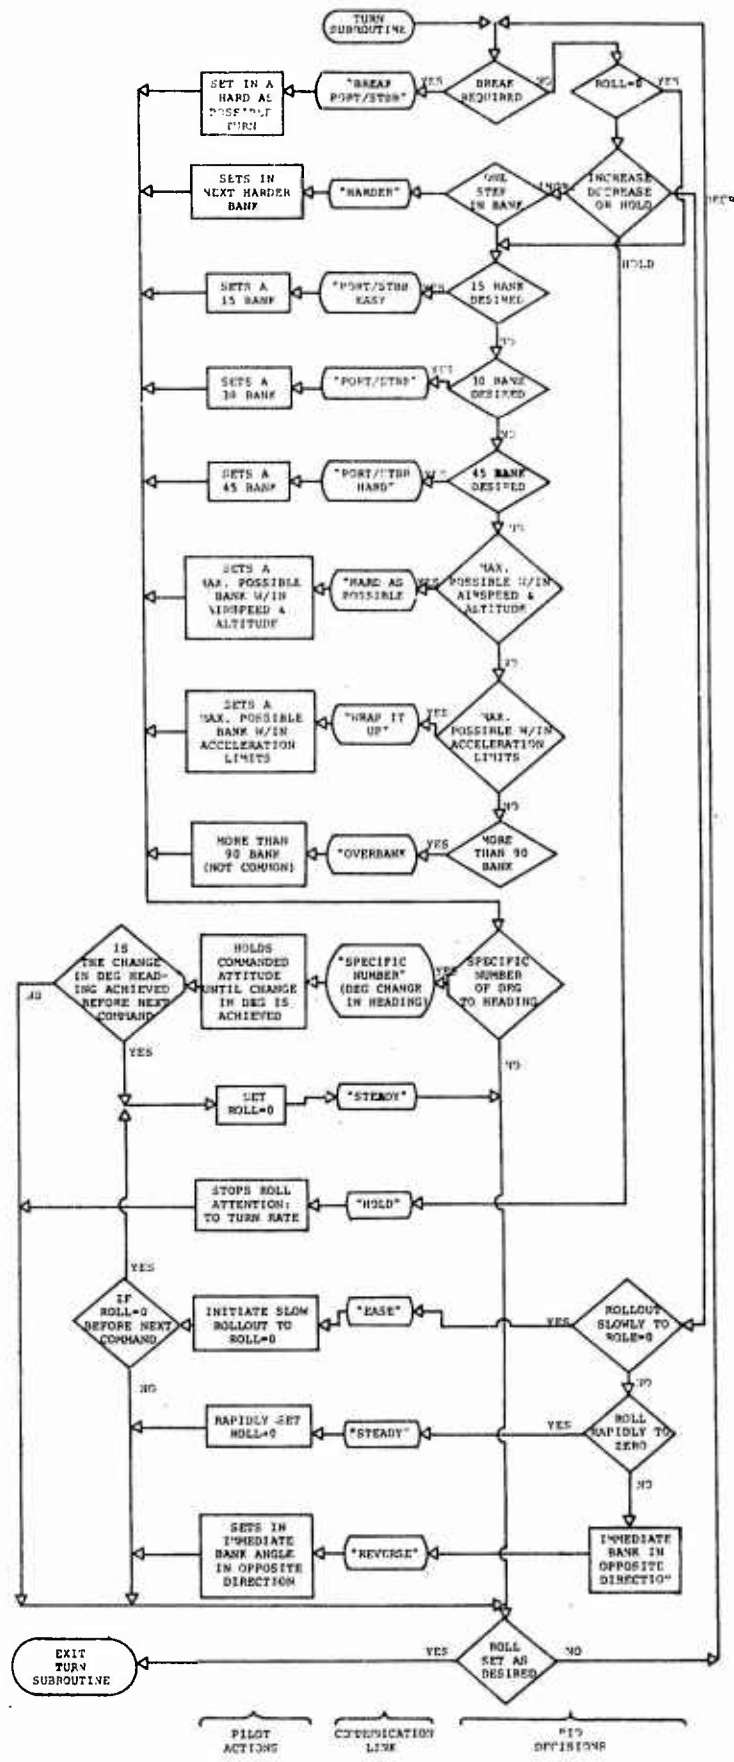 TURN
SUBROUTINE
BREAK
REQUIRED
YES
NO
"BREAK
PORT/STBD"
SET IN A
HARD AS
POSSIBLE
TURN
ROLL=0
YES
INCREASE
DECREASE
OR HOLD
INCR
DECR
HOLD
ONE
STEP
IN BANK
"HARDER"
SETS IN
NEXT HARDER
BANK
15 BANK
DESIRED
YES
NO
"PORT/STBD
EASY
SETS A
15 BANK
30 BANK
DESIRED
YES
NO
"PORT/STBD"
SETS A
30 BANK
45 BANK
DESIRED
YES
NO
"PORT/STBD
HARD"
SETS A
45 BANK
MAX.
POSSIBLE W/IN
AIRSPEED &
ALTITUDE
YES
NO
"HARD AS
POSSIBLE
SETS A
MAX. POSSIBLE
BANK W/IN
AIRSPEED &
ALTITUDE
MAX.
POSSIBLE W/IN
ACCELERATION
LIMITS
YES
NO
"WRAP IT
UP"
SETS A
MAX. POSSIBLE
BANK W/IN
ACCELERATION
LIMITS
MORE
THAN 90
BANK
YES
"OVERBANK
MORE THAN
90 BANK
(NOT COMMON)
SPECIFIC
NUMBER
OF DEG
TO HEADING
YES
NO
"SPECIFIC
NUMBER"
(DEG CHANGE
IN HEADING)
HOLDS
COMMANDED
ATTITUDE
UNTIL CHANGE
IN DEG IS
ACHIEVED
IS
THE CHANGE
IN DEG HEAD-
ING ACHIEVED
BEFORE NEXT
COMMAND
NO
YES
SET
ROLL=0
"STEADY"
"HOLD"
STOPS ROLL
ATTENTION:
TO TURN RATE
YES
IF
ROLL=0
BEFORE NEXT
COMMAND
NO
INITIATE SLOW
ROLLOUT TO
ROLL=0
"EASE"
YES
ROLLOUT
SLOWLY TO
ROLE=0
NO
ROLL
RAPIDLY TO
ZERO
YES
NO
"STEADY"
RAPIDLY SET
ROLL=0
IMMEDIATE
BANK IN
OPPOSITE
DIRECTION
"REVERSE"
SETS IN
IMMEDIATE
BANK ANGLE
IN OPPOSITE
DIRECTION
ROLL
SET AS
DESIRED
YES
NO
EXIT
TURN
SUBROUTINE
PILOT
ACTIONS
COMMUNICATION
LINK
DECISIONS